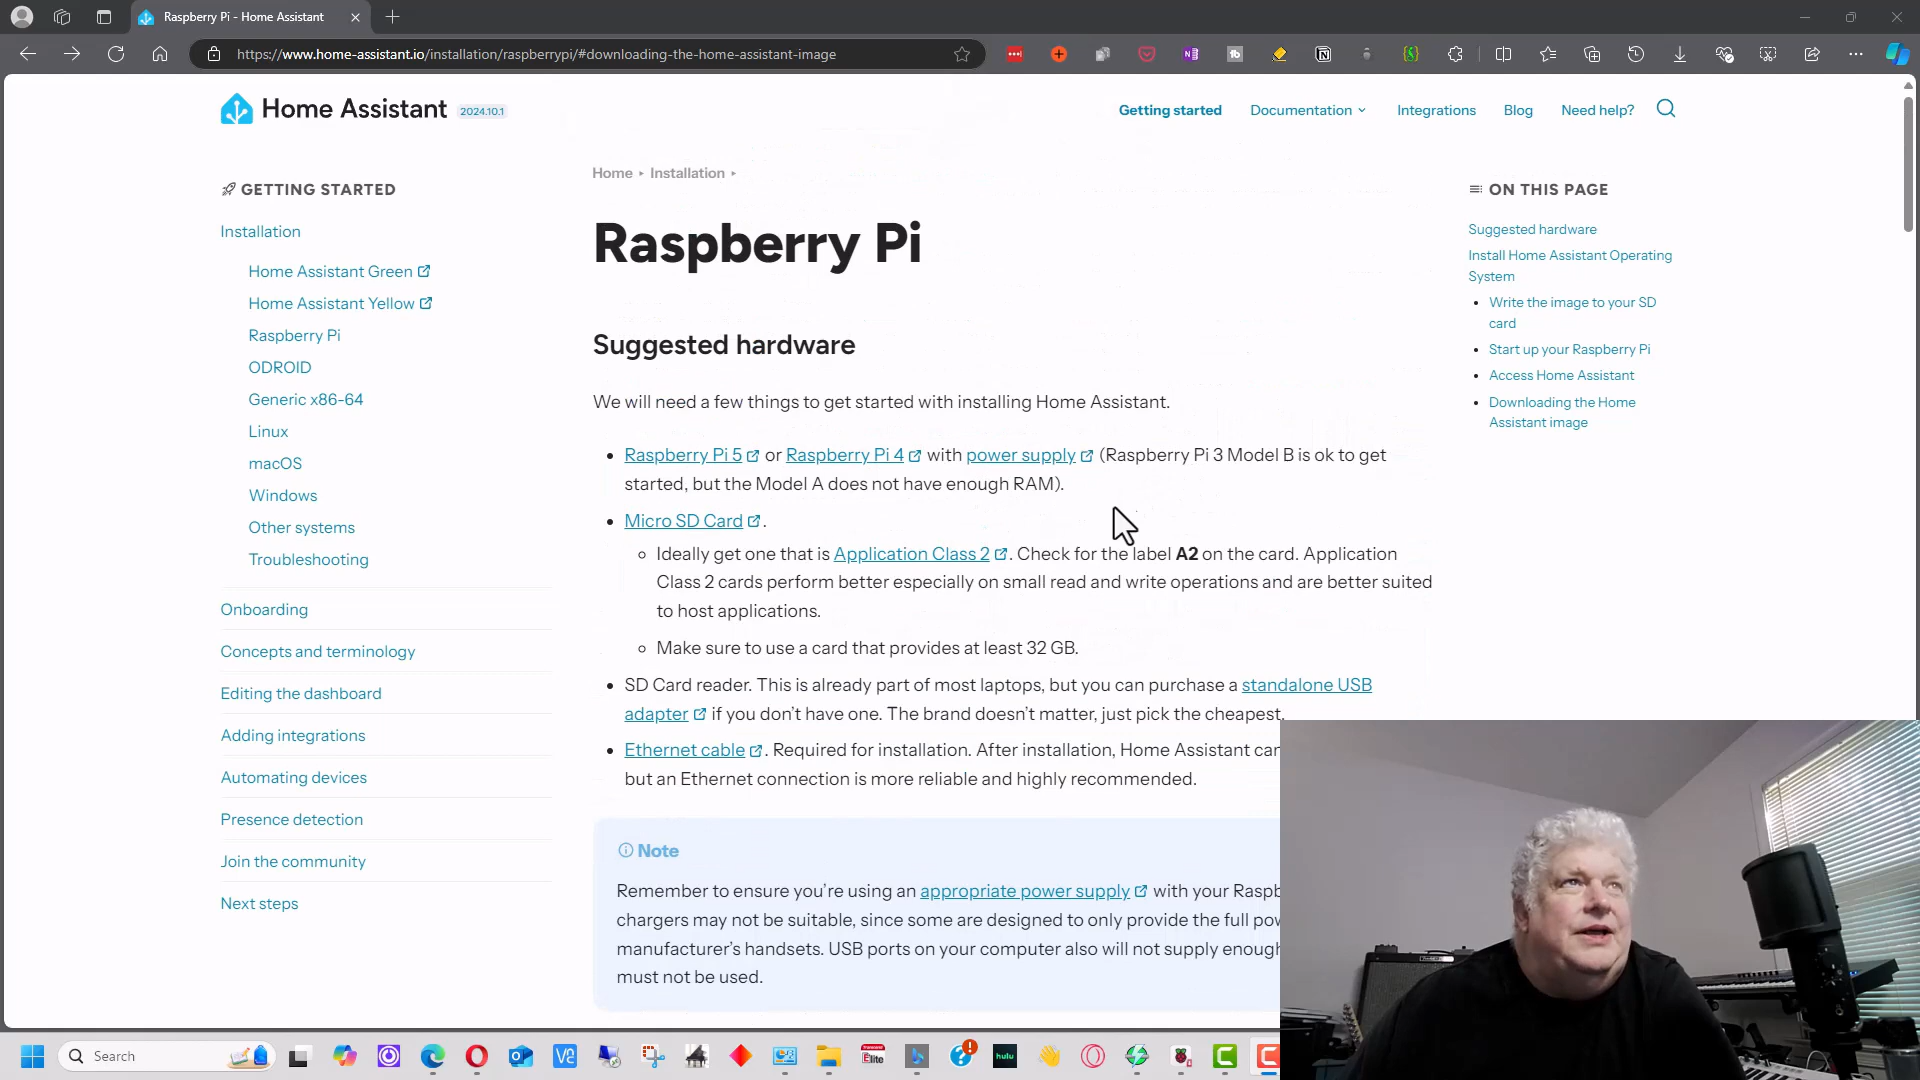 Raspberry Pi - Home Assistant
https://www.home-assistant.io/installation/raspberrypi/#downloading-the-home-assistant-image
Home Assistant 2024.10.1
Getting started Documentation Integrations Blog Need help?
GETTING STARTED
Installation
Home Assistant Green
Home Assistant Yellow
Raspberry Pi
ODROID
Generic x86-64
Linux
macOS
Windows
Other systems
Troubleshooting
Onboarding
Concepts and terminology
Editing the dashboard
Adding integrations
Automating devices
Presence detection
Join the community
Next steps
Home ▸ Installation ▸
Raspberry Pi
Suggested hardware
We will need a few things to get started with installing Home Assistant.
• Raspberry Pi 5 or Raspberry Pi 4 with power supply (Raspberry Pi 3 Model B is ok to get
started, but the Model A does not have enough RAM).
• Micro SD Card .
Ideally get one that is Application Class 2 . Check for the label A2 on the card. Application
Class 2 cards perform better especially on small read and write operations and are better suited
to host applications.
Make sure to use a card that provides at least 32 GB.
• SD Card reader. This is already part of most laptops, but you can purchase a standalone USB
adapter if you don’t have one. The brand doesn’t matter, just pick the cheapest.
• Ethernet cable . Required for installation. After installation, Home Assistant can
but an Ethernet connection is more reliable and highly recommended.
Note
Remember to ensure you’re using an appropriate power supply with your Raspb
chargers may not be suitable, since some are designed to only provide the full pow
manufacturer’s handsets. USB ports on your computer also will not supply enough
must not be used.
ON THIS PAGE
Suggested hardware
Install Home Assistant Operating
System
• Write the image to your SD
card
• Start up your Raspberry Pi
• Access Home Assistant
• Downloading the Home
Assistant image
Search
hulu